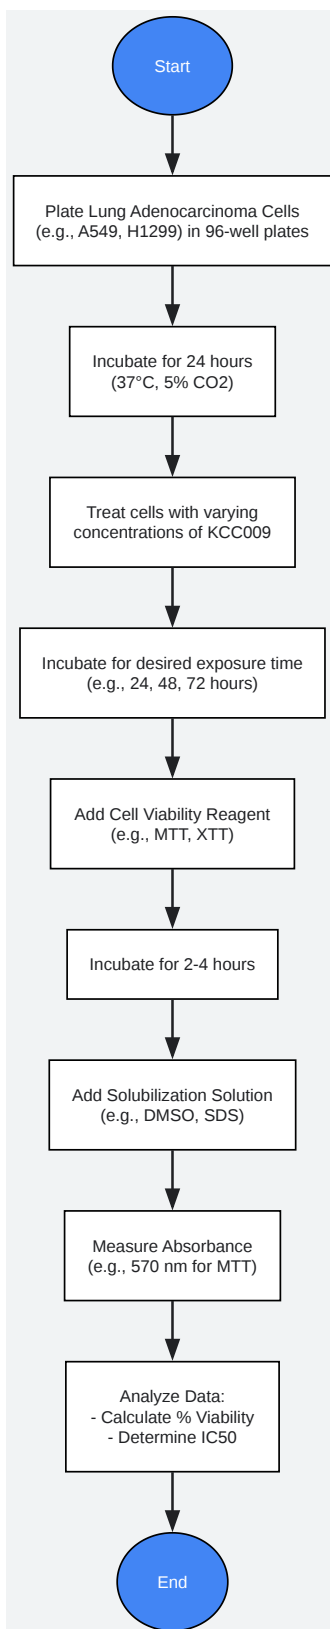 Start
Plate Lung Adenocarcinoma Cells
(e.g., A549, H1299) in 96-well plates
Incubate for 24 hours
(37°C, 5% CO2)
Treat cells with varying
concentrations of KCC009
Incubate for desired exposure time
(e.g., 24, 48, 72 hours)
Add Cell Viability Reagent
(e.g., MTT, XTT)
Incubate for 2-4 hours
Add Solubilization Solution
(e.g., DMSO, SDS)
Measure Absorbance
(e.g., 570 nm for MTT)
Analyze Data:
- Calculate % Viability
- Determine IC50
End